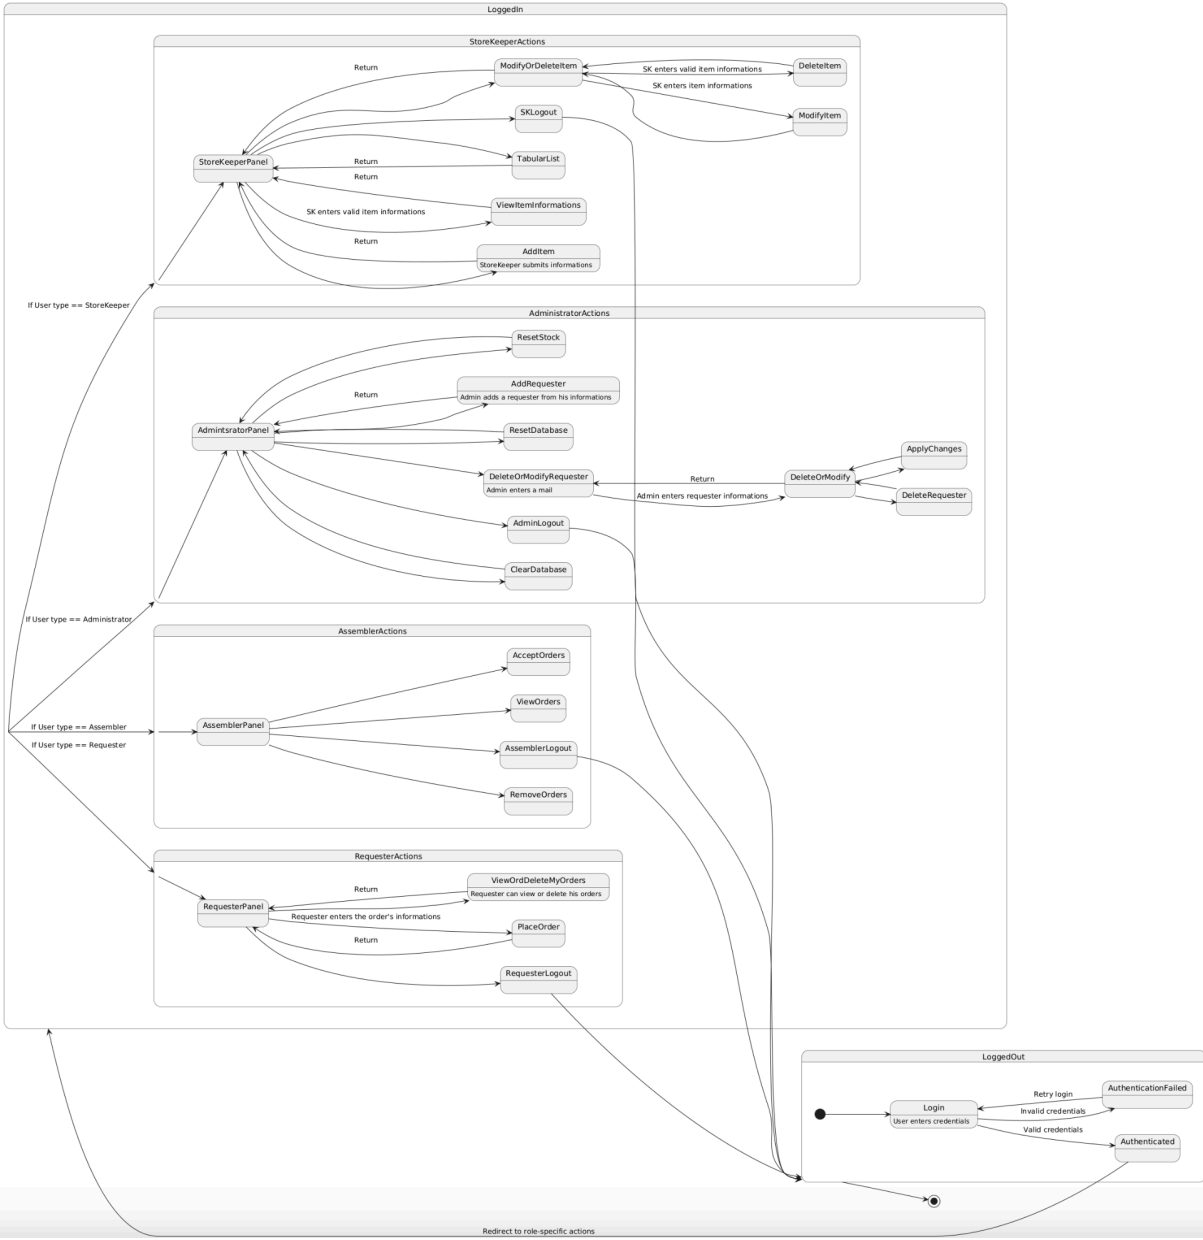 LoggedIn
StoreKeeperActions
Return
ModifyOrDeleteItem
SK enters valid item informations
DeleteItem
SK enters item informations
SKLogout
ModifyItem
StoreKeeperPanel
Return
TabularList
Return
SK enters valid item informations
ViewItemInformations
Return
AddItem
StoreKeeper submits informations
If User type == StoreKeeper
AdministratorActions
ResetStock
Return
AddRequester
Admin adds a requester from his informations
AdmintsratorPanel
ResetDatabase
ApplyChanges
DeleteOrModifyRequester
Admin enters a mail
Return
Admin enters requester informations
DeleteOrModify
DeleteRequester
AdminLogout
ClearDatabase
If User type == Administrator
AssemblerActions
AcceptOrders
ViewOrders
If User type == Assembler
AssemblerPanel
If User type == Requester
AssemblerLogout
RemoveOrders
RequesterActions
Return
ViewOrdDeleteMyOrders
Requester can view or delete his orders
RequesterPanel
Requester enters the order's informations
PlaceOrder
Return
RequesterLogout
LoggedOut
Retry login
AuthenticationFailed
Login
User enters credentials
Invalid credentials
Valid credentials
Authenticated
Redirect to role-specific actions